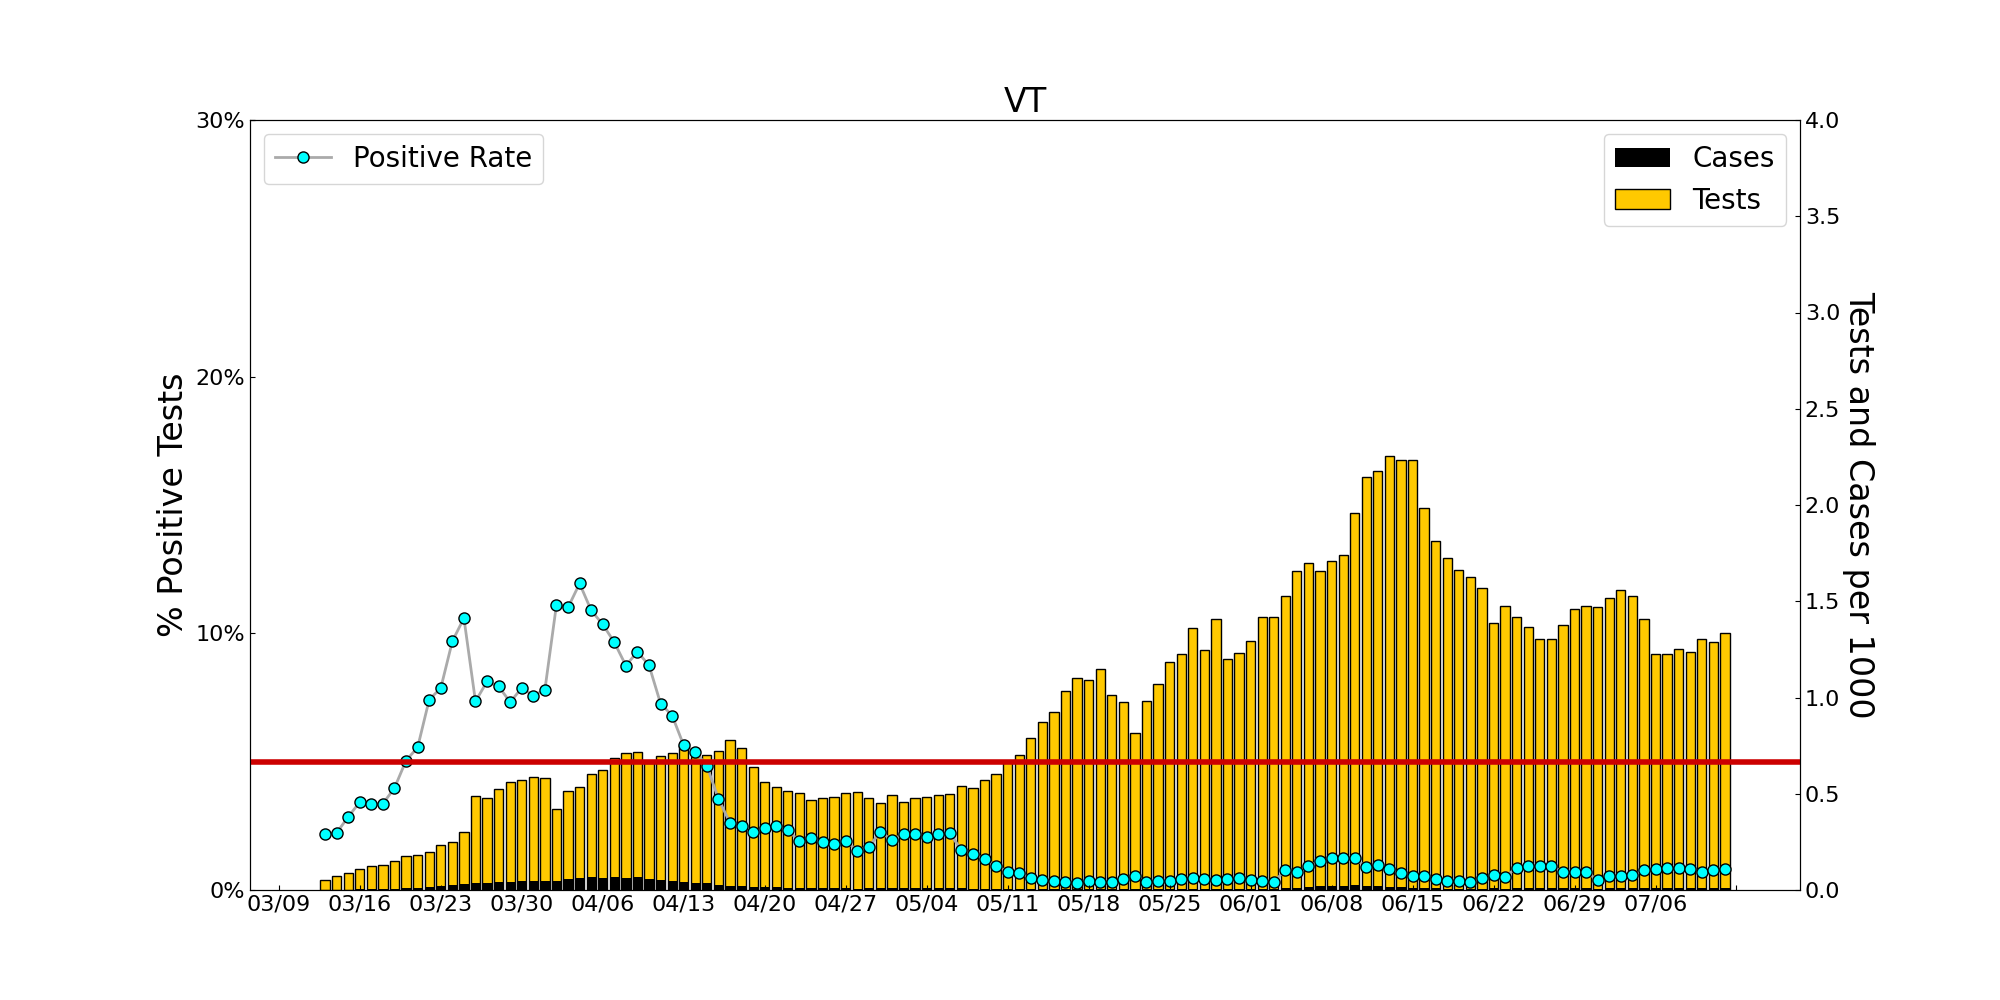 VT
30%
20%
10%
0%
% Positive Tests
Positive Rate
Cases
Tests
4.0
3.5
3.0
2.5
2.0
1.5
1.0
0.5
0.0
Tests and Cases per 1000
03/09 03/16 03/23 03/30 04/06 04/13 04/20 04/27 05/04 05/11 05/18 05/25 06/01 06/08 06/15 06/22 06/29 07/06